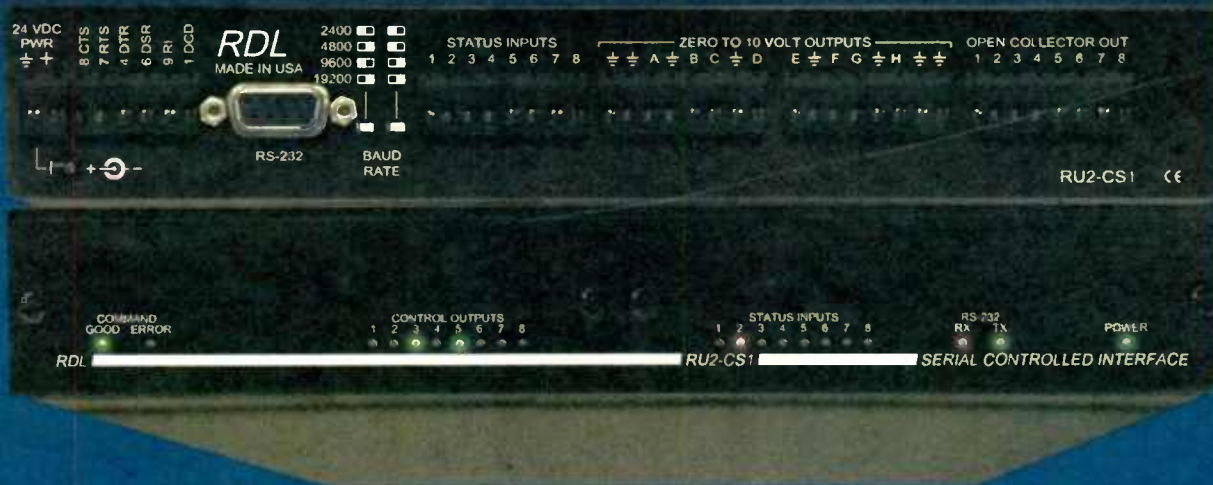 24 VDC
PWR
+
8 CTS
7 RTS
4 DTR
6 DSR
9 RI
1 DCD
RDL
MADE IN USA
RS-232
2400
4800
9600
19200
BAUD
RATE
STATUS INPUTS
1 2 3 4 5 6 7 8
ZERO TO 10 VOLT OUTPUTS
A B C D E F G H
OPEN COLLECTOR OUT
1 2 3 4 5 6 7 8
+ -
RU2-CS1 CE
COMMAND
GOOD ERROR
CONTROL OUTPUTS
1 2 3 4 5 6 7 8
STATUS INPUTS
1 2 3 4 5 6 7 8
RS-232
RX TX
POWER
RDL RU2-CS1 SERIAL CONTROLLED INTERFACE